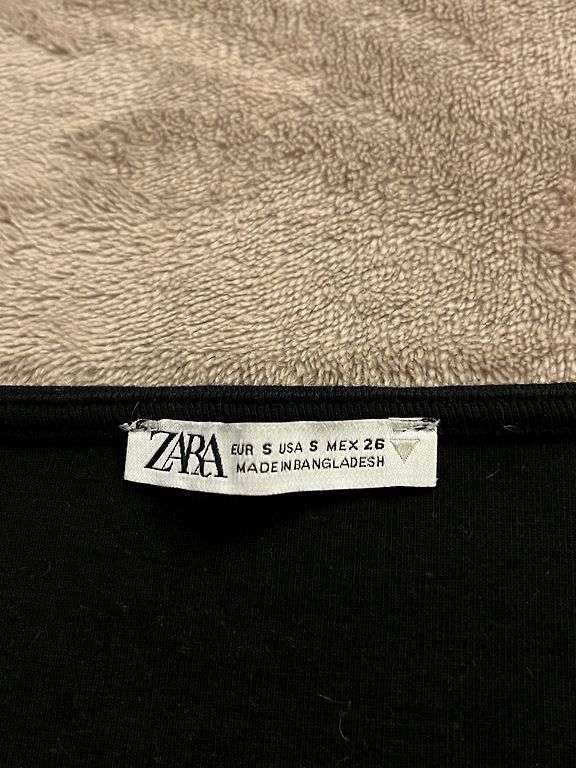 ZARA
EUR S USA S MEX 26
MADE IN BANGLADESH